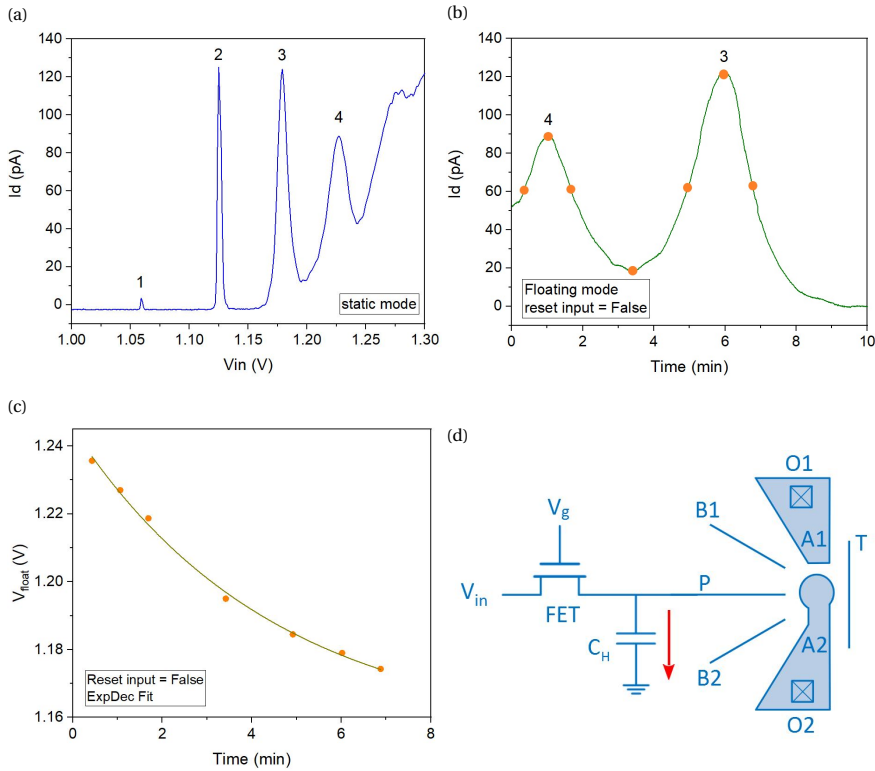 (a)
140
120
100
80
60
40
20
0
Id (pA)
1
2
3
4
static mode
1.00
1.05
1.10
1.15
1.20
1.25
1.30
Vin (V)
(b)
140
120
100
80
60
40
20
0
Id (pA)
4
3
Floating mode
reset input = False
0
2
4
6
8
10
Time (min)
(c)
1.24
1.22
1.20
1.18
1.16
V_float (V)
Reset input = False
ExpDec Fit
0
2
4
6
8
Time (min)
(d)
O1
B1
V_g
A1
T
V_in
P
FET
C_H
A2
B2
O2